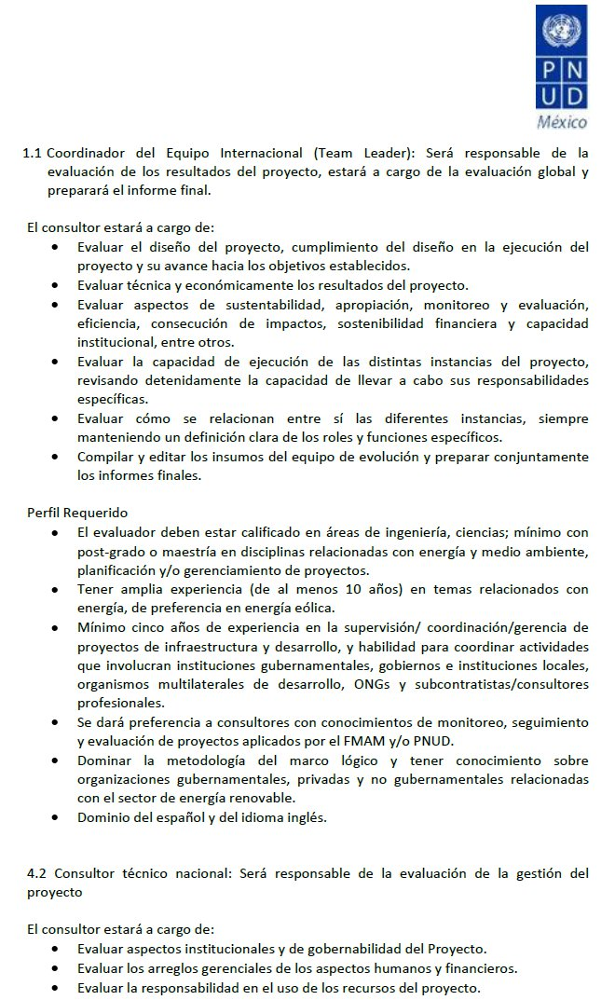 P N
U D
México
1.1 Coordinador del Equipo Internacional (Team Leader): Será responsable de la
evaluación de los resultados del proyecto, estará a cargo de la evaluación global y
preparará el informe final.
El consultor estará a cargo de:
• Evaluar el diseño del proyecto, cumplimiento del diseño en la ejecución del
proyecto y su avance hacia los objetivos establecidos.
• Evaluar técnica y económicamente los resultados del proyecto.
• Evaluar aspectos de sustentabilidad, apropiación, monitoreo y evaluación,
eficiencia, consecución de impactos, sostenibilidad financiera y capacidad
institucional, entre otros.
• Evaluar la capacidad de ejecución de las distintas instancias del proyecto,
revisando detenidamente la capacidad de llevar a cabo sus responsabilidades
específicas.
• Evaluar cómo se relacionan entre sí las diferentes instancias, siempre
manteniendo un definición clara de los roles y funciones específicos.
• Compilar y editar los insumos del equipo de evolución y preparar conjuntamente
los informes finales.
Perfil Requerido
• El evaluador deben estar calificado en áreas de ingeniería, ciencias; mínimo con
post-grado o maestría en disciplinas relacionadas con energía y medio ambiente,
planificación y/o gerenciamiento de proyectos.
• Tener amplia experiencia (de al menos 10 años) en temas relacionados con
energía, de preferencia en energía eólica.
• Mínimo cinco años de experiencia en la supervisión/ coordinación/gerencia de
proyectos de infraestructura y desarrollo, y habilidad para coordinar actividades
que involucran instituciones gubernamentales, gobiernos e instituciones locales,
organismos multilaterales de desarrollo, ONGs y subcontratistas/consultores
profesionales.
• Se dará preferencia a consultores con conocimientos de monitoreo, seguimiento
y evaluación de proyectos aplicados por el FMAM y/o PNUD.
• Dominar la metodología del marco lógico y tener conocimiento sobre
organizaciones gubernamentales, privadas y no gubernamentales relacionadas
con el sector de energía renovable.
• Dominio del español y del idioma inglés.
4.2 Consultor técnico nacional: Será responsable de la evaluación de la gestión del
proyecto
El consultor estará a cargo de:
• Evaluar aspectos institucionales y de gobernabilidad del Proyecto.
• Evaluar los arreglos gerenciales de los aspectos humanos y financieros.
• Evaluar la responsabilidad en el uso de los recursos del proyecto.